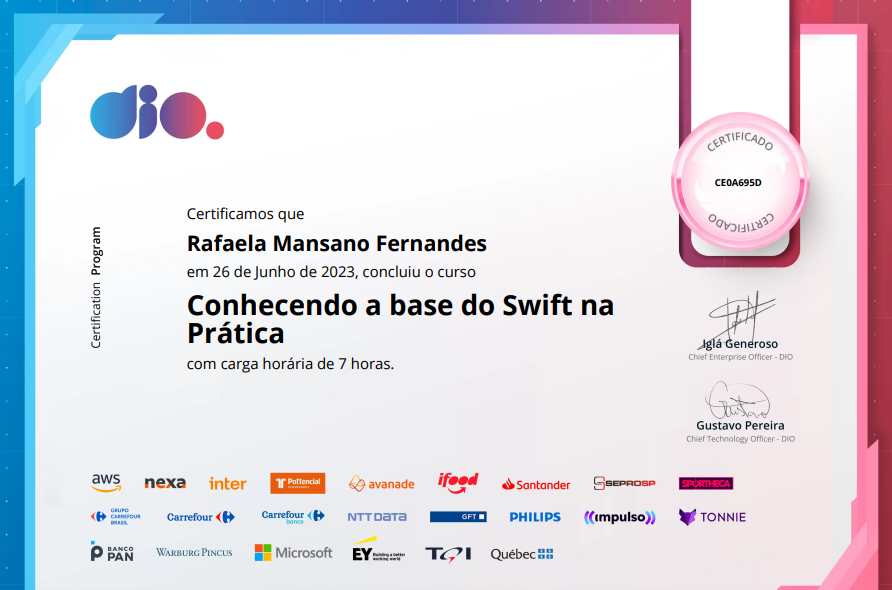 dio.
CERTIFICADO
CE0A695D
CERTIFICADO
Certification Program
Certificamos que
Rafaela Mansano Fernandes
em 26 de Junho de 2023, concluiu o curso
Conhecendo a base do Swift na
Prática
com carga horária de 7 horas.
Iglá Generoso
Chief Enterprise Officer - DIO
Gustavo Pereira
Chief Technology Officer - DIO
aws nexa inter Pottencial avanade ifood Santander SEPROSP SPORTHECA
GRUPO CARREFOUR BRASIL Carrefour Carrefour banco NTT DATA GFT PHILIPS impulso TONNIE
BANCO PAN WARBURG PINCUS Microsoft EY Building a better working world TQI Québec